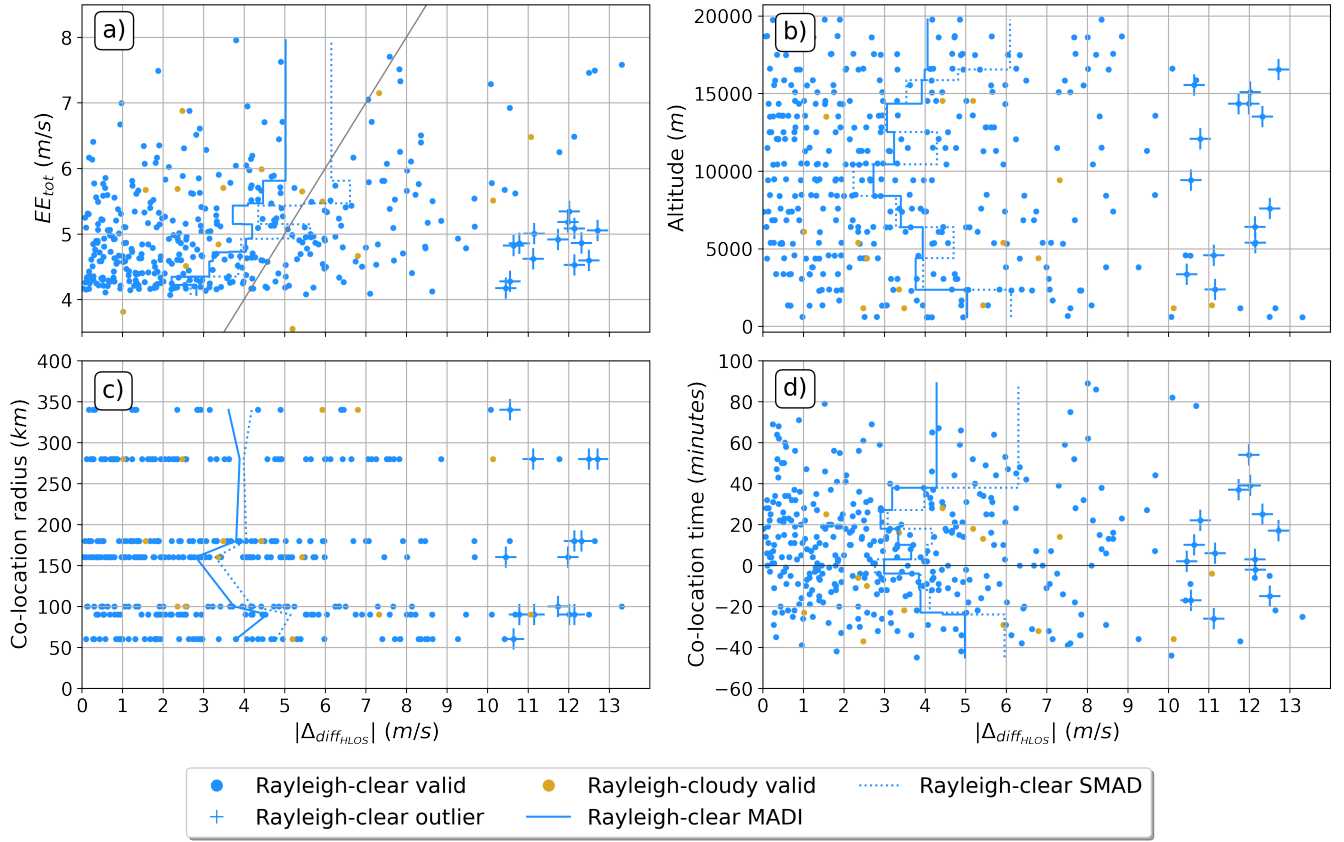 a)
8
7
6
5
4
EE_tot (m/s)
b)
20000
15000
10000
5000
0
Altitude (m)
c)
400
350
300
250
200
150
100
50
0
Co-location radius (km)
0 1 2 3 4 5 6 7 8 9 10 11 12 13
|Δ_diff_HLOS| (m/s)
d)
100
80
60
40
20
0
−20
−40
−60
Co-location time (minutes)
0 1 2 3 4 5 6 7 8 9 10 11 12 13
|Δ_diff_HLOS| (m/s)
Rayleigh-clear valid
Rayleigh-cloudy valid
Rayleigh-clear SMAD
Rayleigh-clear outlier
Rayleigh-clear MADI